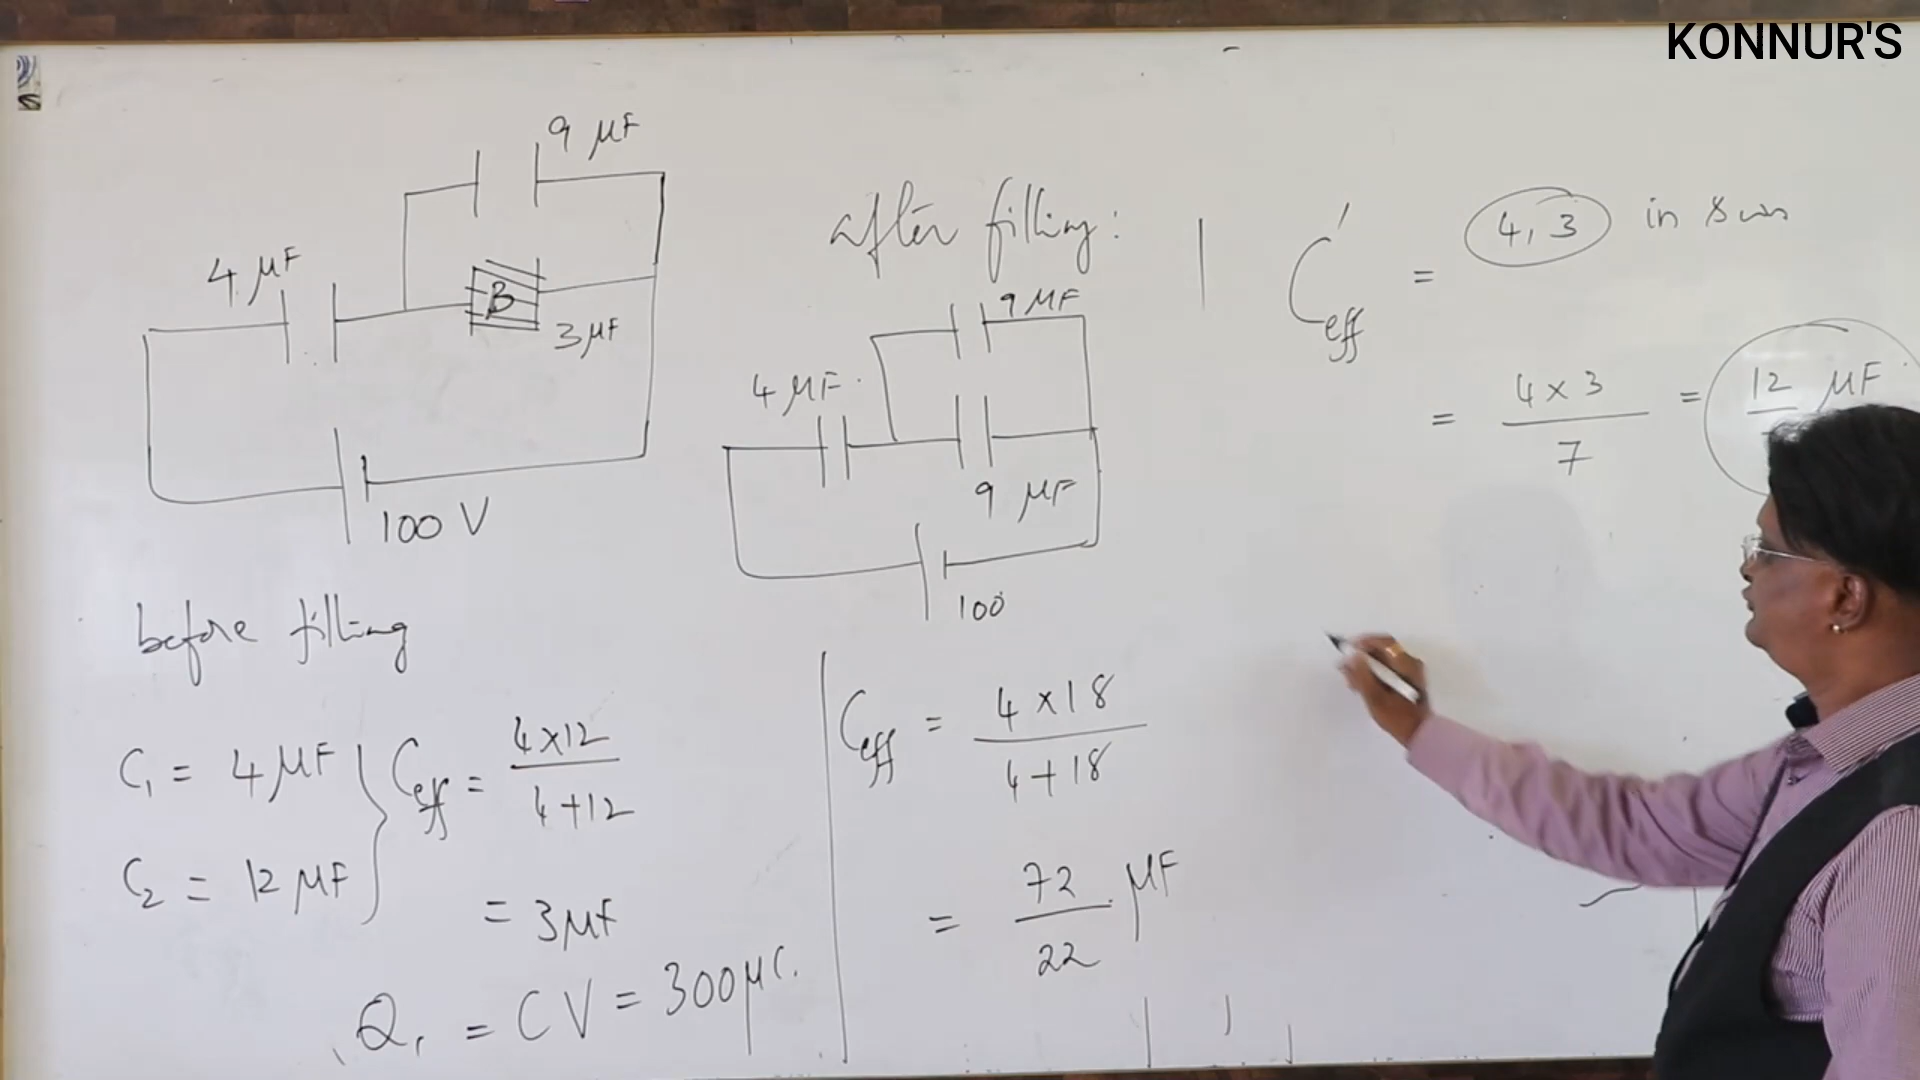 KONNUR'S
9 μF
4 μF
B
3 μF
100 V
before filling
C₁ = 4 μF
C₂ = 12 μF
Ceff = 4×12
4+12
= 3 μF
Q₁ = CV = 300 μC.
after filling:
9 μF
4 μF
9 μF
100
Ceff = 4×18
4+18
= 72 μF
22
C'eff = 4, 3 in
= 4×3 = 12 μF
7